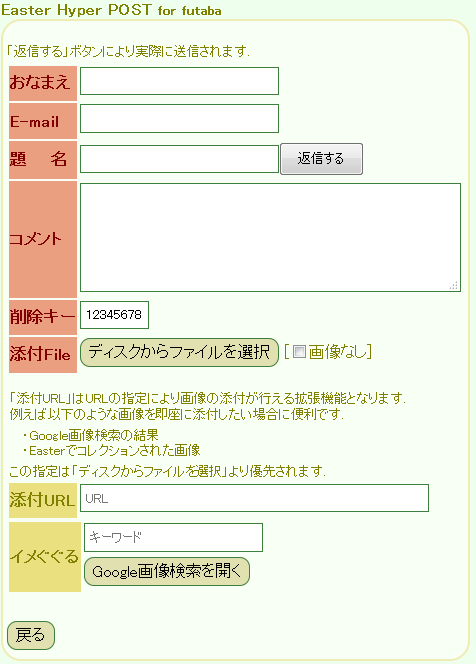 Easter Hyper POST for futaba
「返信する」ボタンにより実際に送信されます.
おなまえ
E-mail
題　名 返信する
コメント
削除キー 12345678
添付File ディスクからファイルを選択 [画像なし]
「添付URL」はURLの指定により画像の添付が行える拡張機能となります.
例えば以下のような画像を即座に添付したい場合に便利です.
・Google画像検索の結果
・Easterでコレクションされた画像
この指定は「ディスクからファイルを選択」より優先されます.
添付URL URL
イメぐぐる キーワード
Google画像検索を開く
戻る